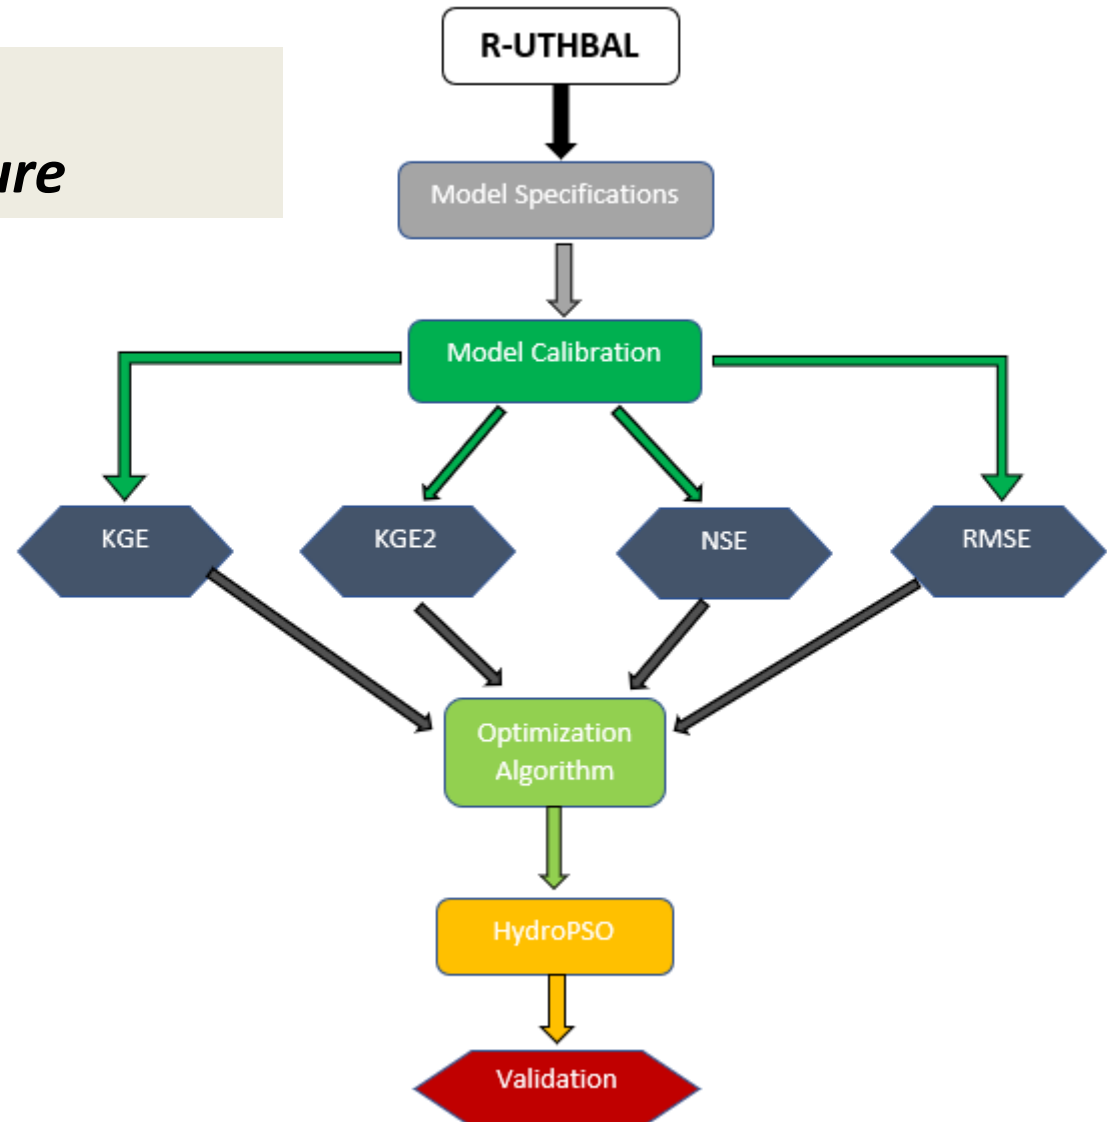 R-UTHBAL
ure
Model Specifications
Model Calibration
KGE
KGE2
NSE
RMSE
Optimization
Algorithm
HydroPSO
Validation